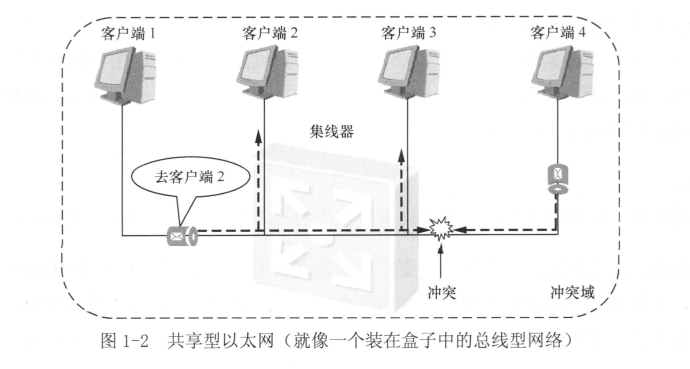 客户端1
客户端2
客户端3
客户端4
集线器
去客户端2
冲突
冲突域
图 1-2 共享型以太网（就像一个装在盒子中的总线型网络）